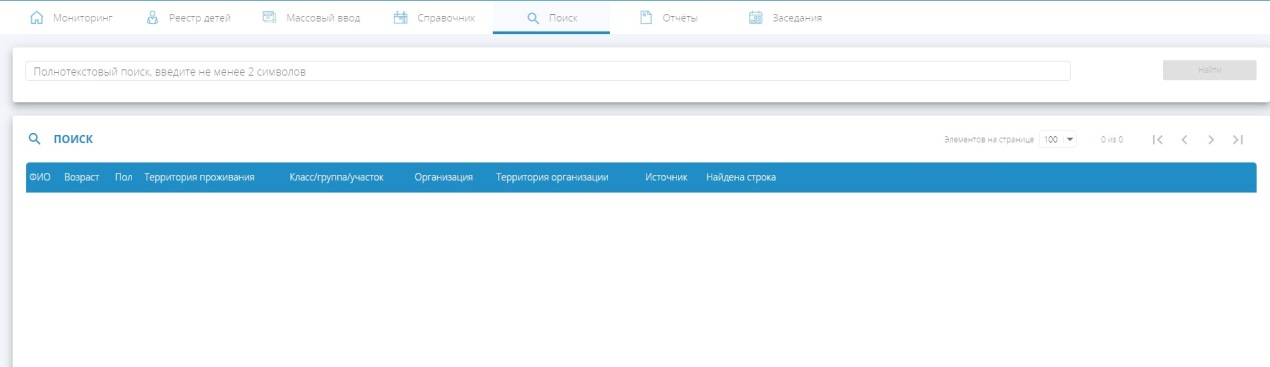 Мониторинг Реестр детей Массовый ввод Справочник Поиск Отчёты Заседания
Полнотекстовый поиск, введите не менее 2 символов Найти
ПОИСК Элементов на странице 100 0 из 0
ФИО Возраст Пол Территория проживания Класс/группа/участок Организация Территория организации Источник Найдена строка